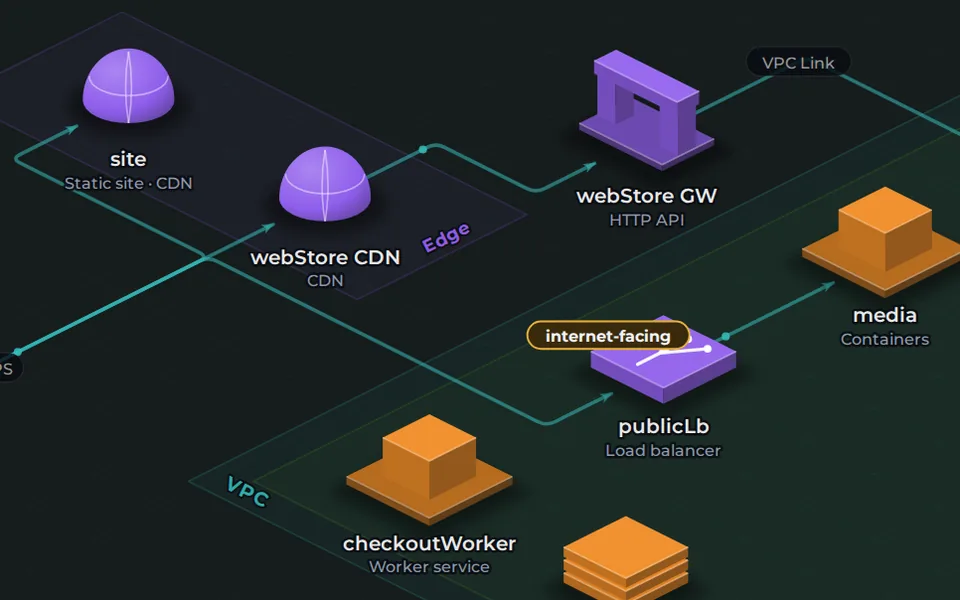 VPC Link
site
Static site · CDN
webStore GW
HTTP API
webStore CDN
CDN
Edge
media
Containers
internet-facing
PS
publicLb
Load balancer
VPC
checkoutWorker
Worker service